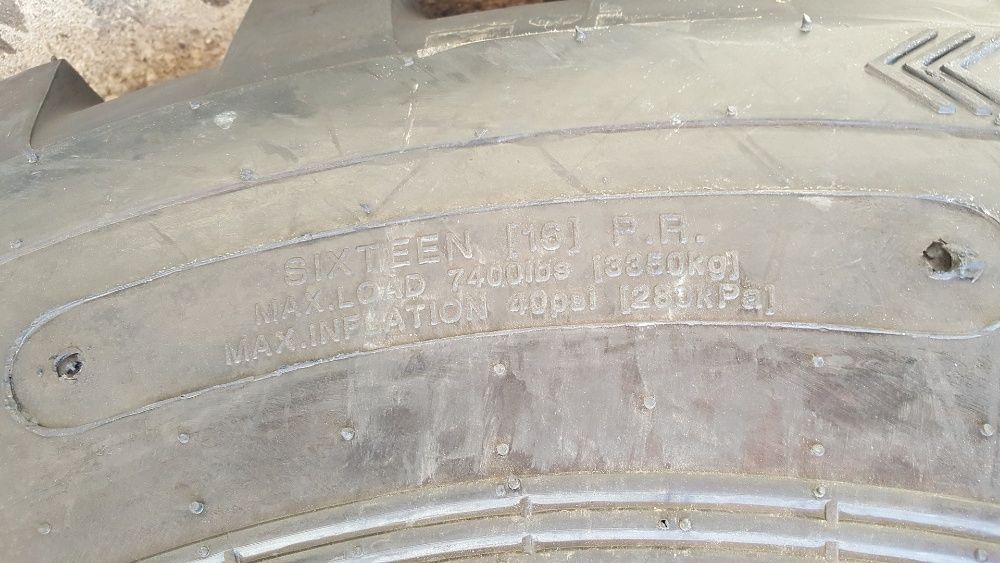 SIXTEEN [16] P.R.
MAX.LOAD 7400lbs [3350kg]
MAX.INFLATION 40psi [280kPa]